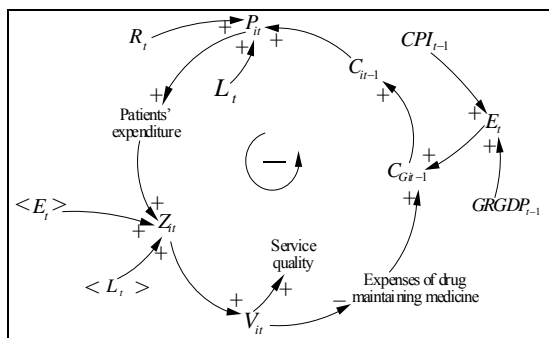 R_t
P_it
L_t
CPI_t-1
C_it-1
E_t
Patients'
expenditure
C_Git-1
GRGDP_t-1
<E_t>
Z_it
<L_t>
Service
quality
Expenses of drug
maintaining medicine
V_it
+ + + + + + + + + + + + + + + + −
−